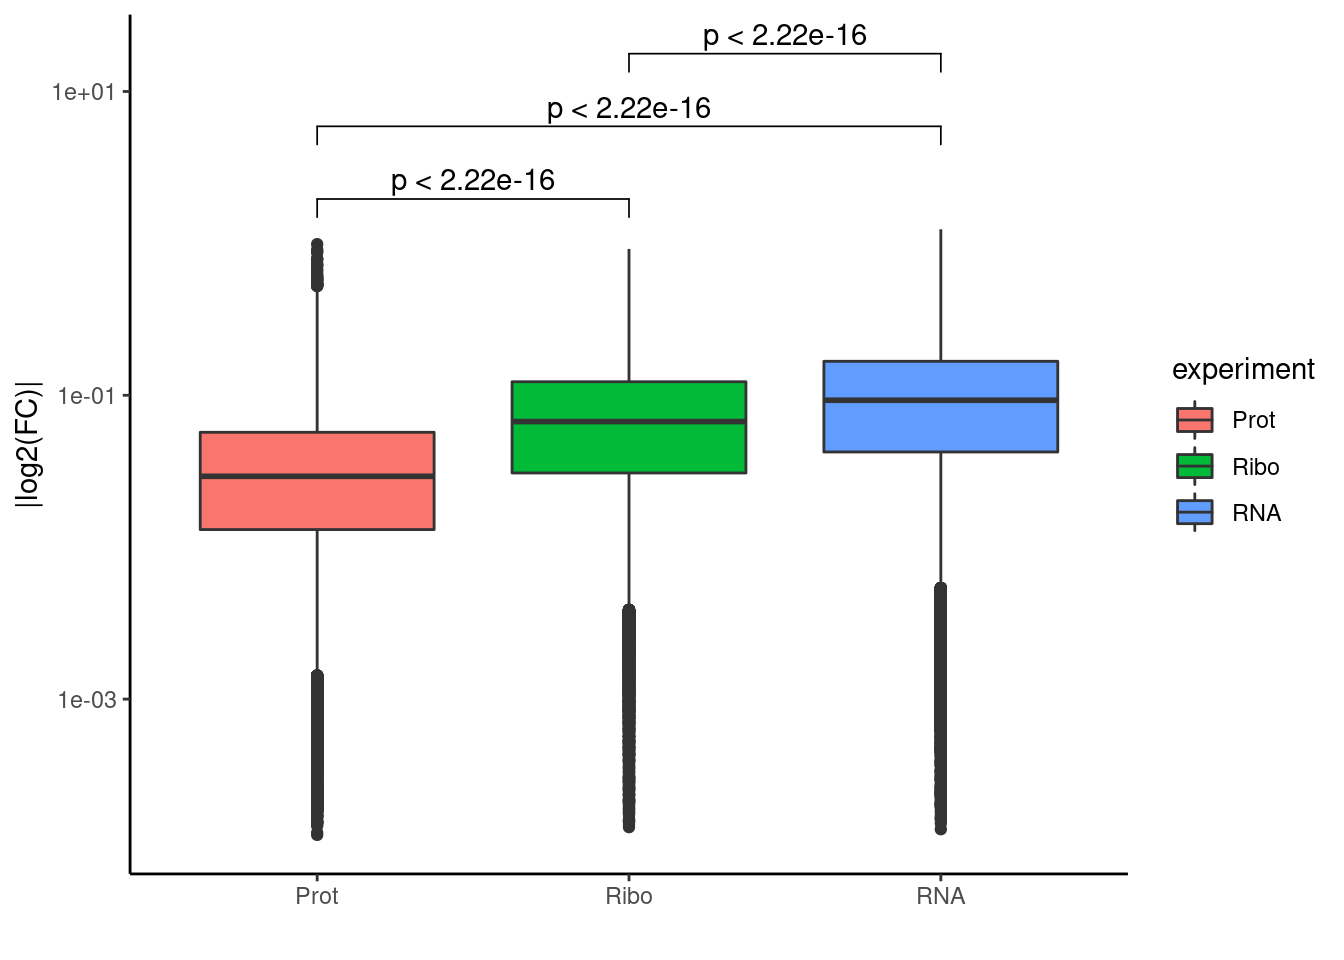 p < 2.22e-16
p < 2.22e-16
p < 2.22e-16
1e+01
1e-01
1e-03
|log2(FC)|
Prot
Ribo
RNA
experiment
Prot
Ribo
RNA